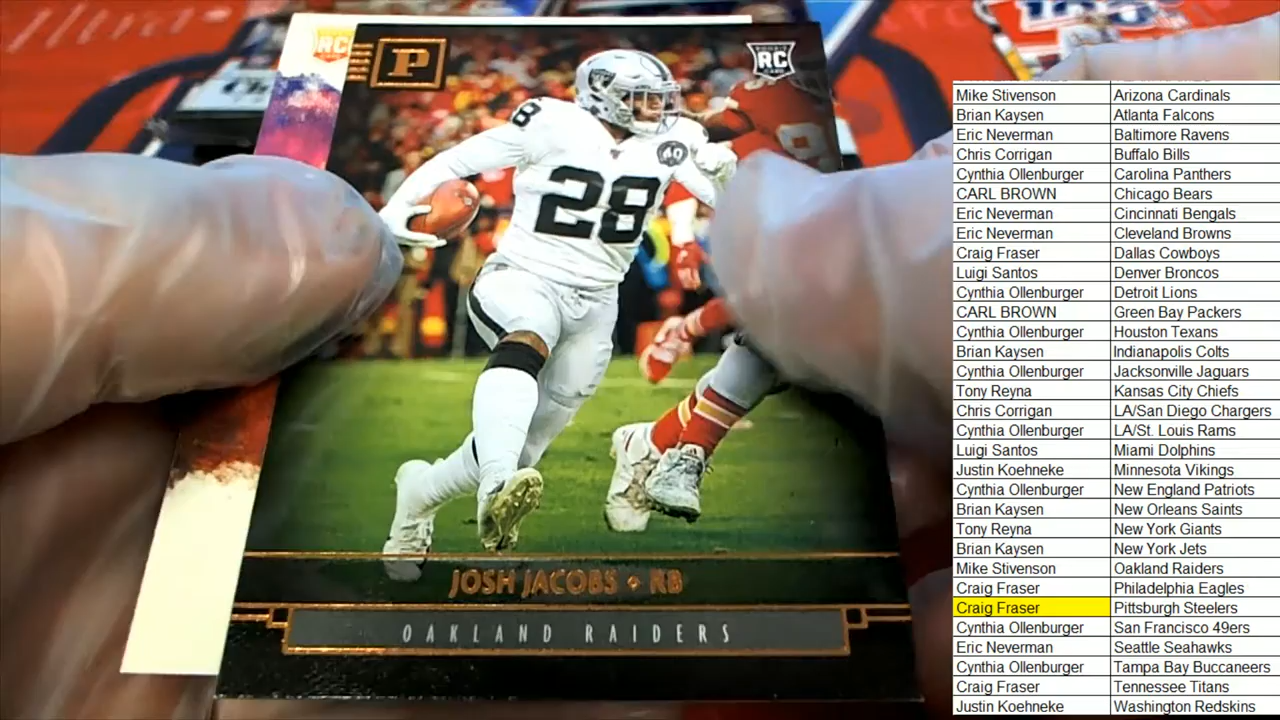 RC
P
ROOKIE
RC
CARD
8
40
28
JOSH JACOBS RB
OAKLAND RAIDERS
Mike Stivenson Arizona Cardinals
Brian Kaysen Atlanta Falcons
Eric Neverman Baltimore Ravens
Chris Corrigan Buffalo Bills
Cynthia Ollenburger Carolina Panthers
CARL BROWN Chicago Bears
Eric Neverman Cincinnati Bengals
Eric Neverman Cleveland Browns
Craig Fraser Dallas Cowboys
Luigi Santos Denver Broncos
Cynthia Ollenburger Detroit Lions
CARL BROWN Green Bay Packers
Cynthia Ollenburger Houston Texans
Brian Kaysen Indianapolis Colts
Cynthia Ollenburger Jacksonville Jaguars
Tony Reyna Kansas City Chiefs
Chris Corrigan LA/San Diego Chargers
Cynthia Ollenburger LA/St. Louis Rams
Luigi Santos Miami Dolphins
Justin Koehneke Minnesota Vikings
Cynthia Ollenburger New England Patriots
Brian Kaysen New Orleans Saints
Tony Reyna New York Giants
Brian Kaysen New York Jets
Mike Stivenson Oakland Raiders
Craig Fraser Philadelphia Eagles
Craig Fraser Pittsburgh Steelers
Cynthia Ollenburger San Francisco 49ers
Eric Neverman Seattle Seahawks
Cynthia Ollenburger Tampa Bay Buccaneers
Craig Fraser Tennessee Titans
Justin Koehneke Washington Redskins